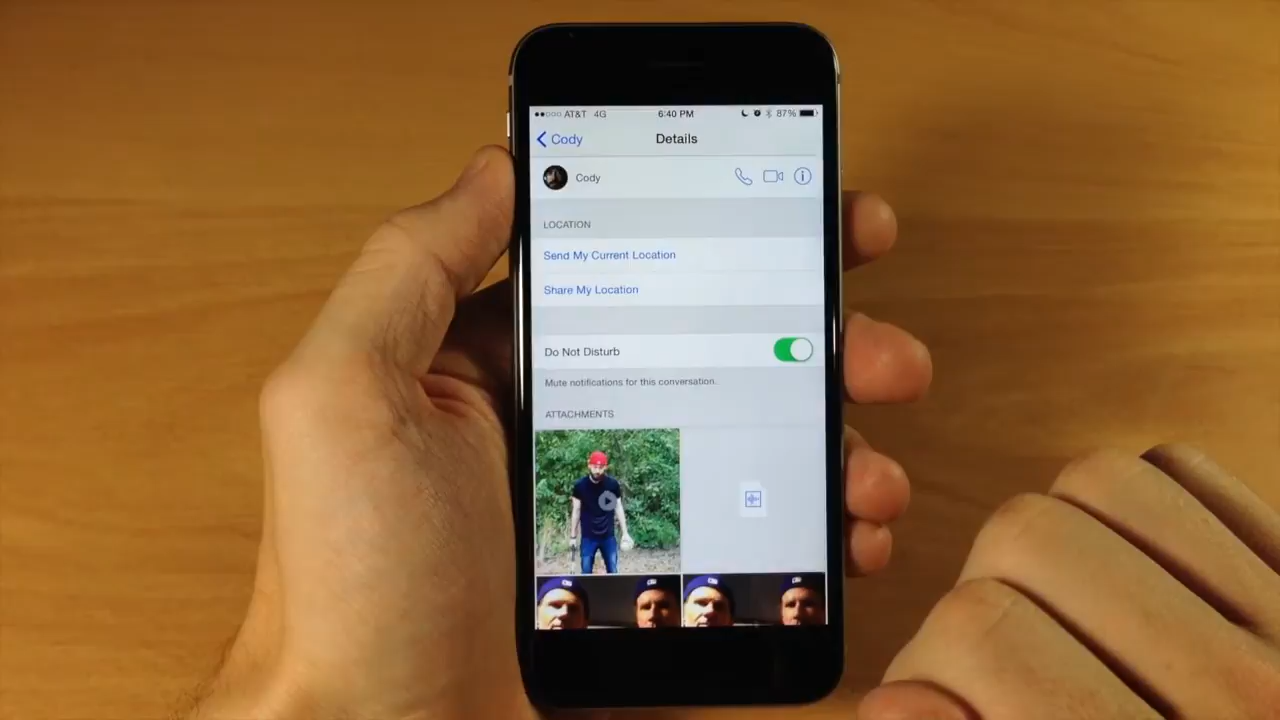 AT&T 4G 6:40 PM 87%
Cody Details
Cody
LOCATION
Send My Current Location
Share My Location
Do Not Disturb
Mute notifications for this conversation.
ATTACHMENTS